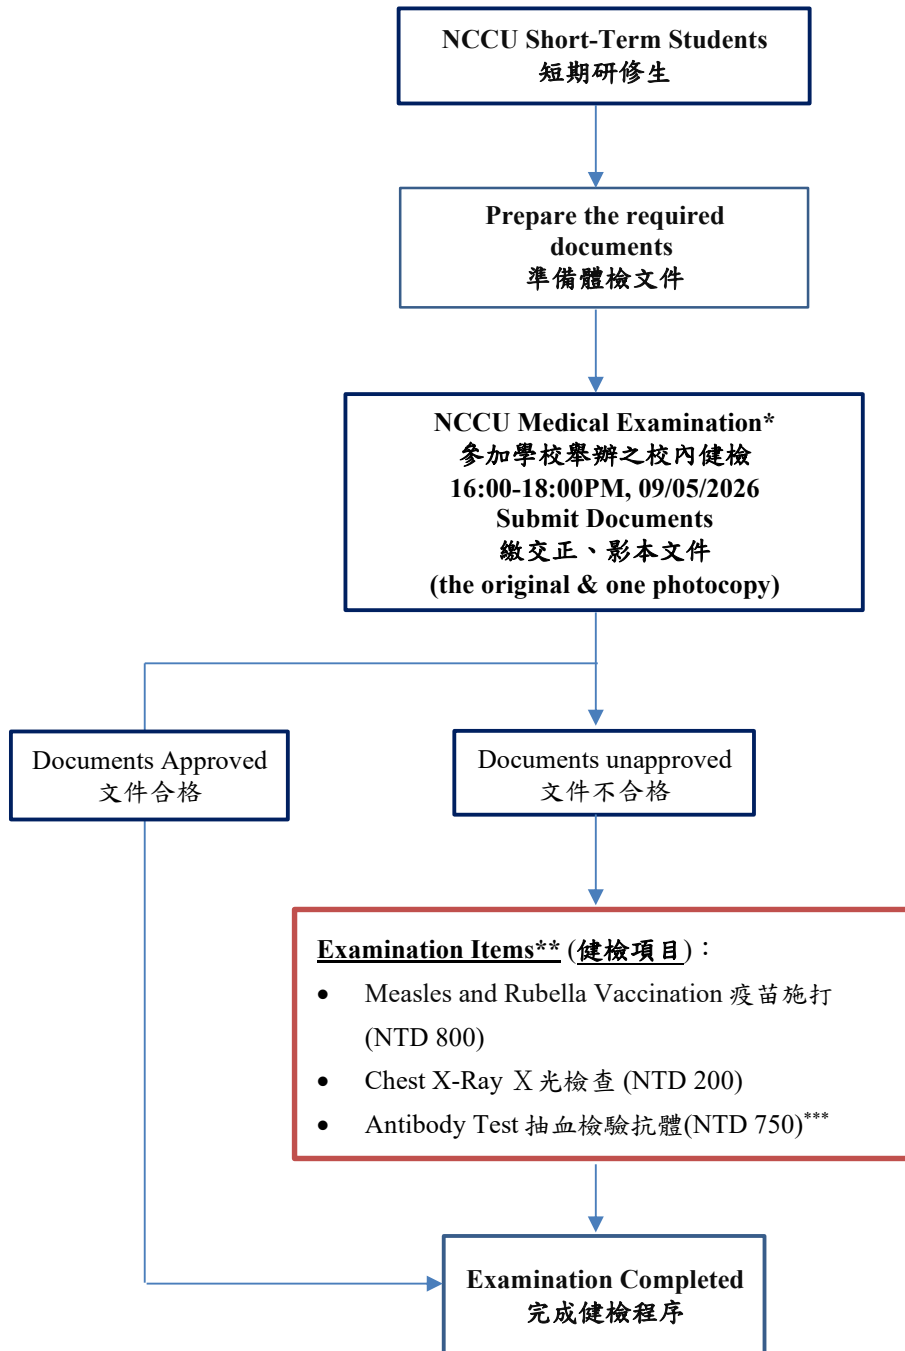 NCCU Short-Term Students
短期研修生
Prepare the required
documents
準備體檢文件
NCCU Medical Examination*
參加學校舉辦之校內健檢
16:00-18:00PM, 09/05/2026
Submit Documents
繳交正、影本文件
(the original & one photocopy)
Documents Approved
文件合格
Documents unapproved
文件不合格
Examination Items** (健檢項目)：
• Measles and Rubella Vaccination 疫苗施打
(NTD 800)
• Chest X-Ray Ｘ光檢查 (NTD 200)
• Antibody Test 抽血檢驗抗體(NTD 750)***
Examination Completed
完成健檢程序